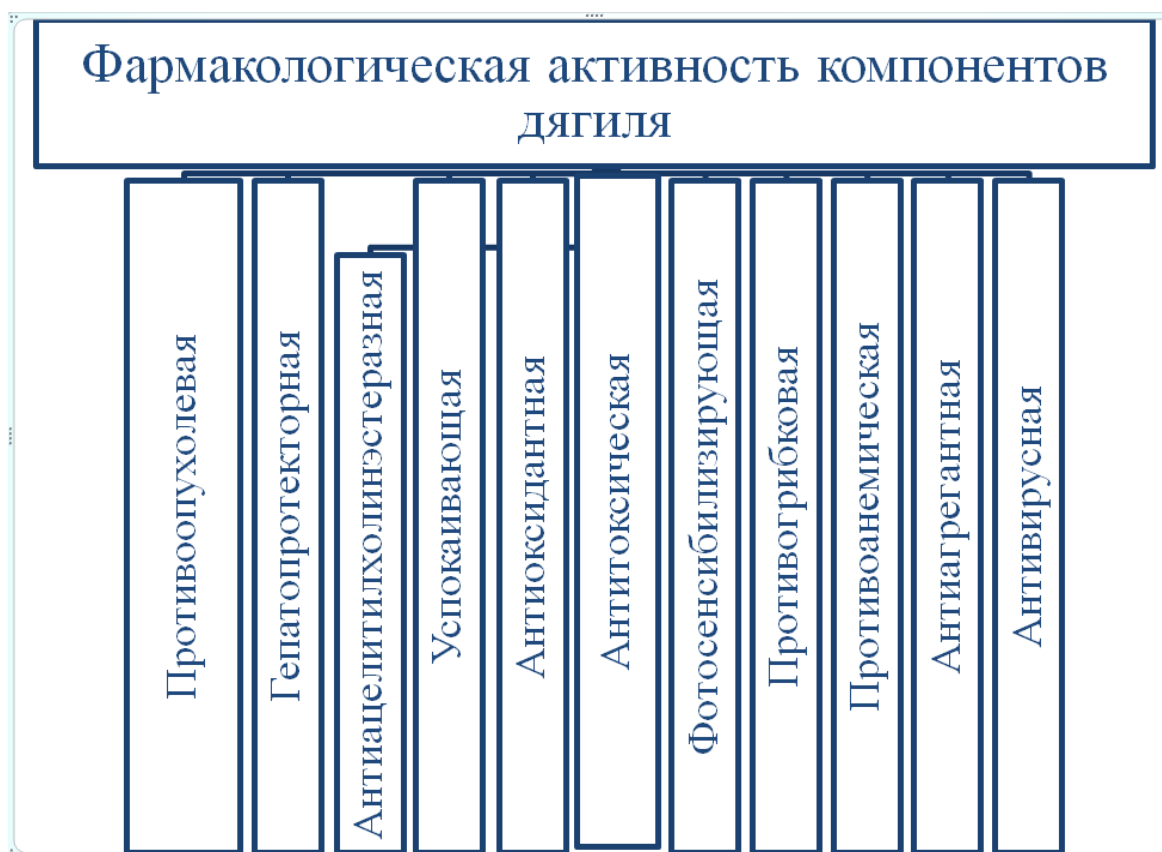 Фармакологическая активность компонентов
дягиля
Противоопухолевая
Гепатопротекторная
Антиацелитилхолинэстеразная
Успокаивающая
Антиоксидантная
Антитоксическая
Фотосенсибилизирующая
Противогрибковая
Противоанемическая
Антиагрегантная
Антивирусная